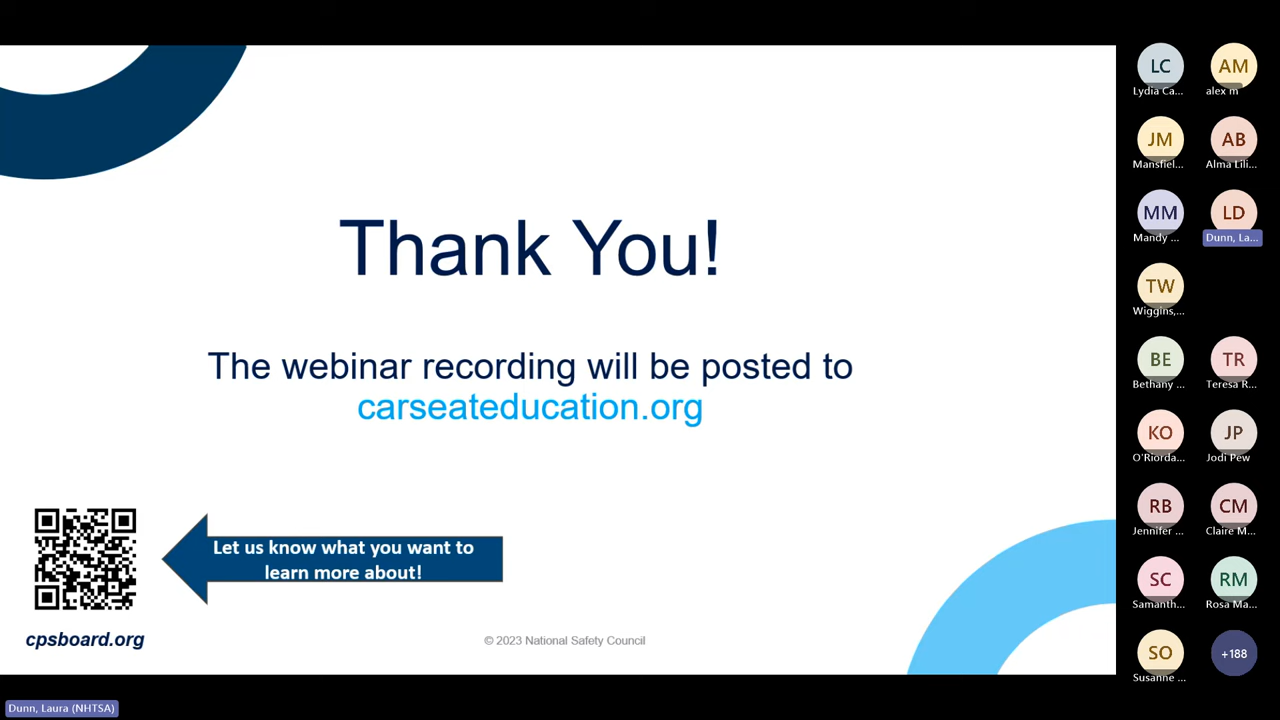 Thank You!
The webinar recording will be posted to
carseateducation.org
Let us know what you want to
learn more about!
cpsboard.org
© 2023 National Safety Council
LC
AM
Lydia Ca...
alex m
JM
AB
Mansfiel...
Alma Lili...
MM
LD
Mandy ...
Dunn, La...
TW
Wiggins,...
BE
TR
Bethany ...
Teresa R...
KO
JP
O'Riorda...
Jodi Pew
RB
CM
Jennifer ...
Claire M...
SC
RM
Samanth...
Rosa Ma...
SO
+188
Susanne ...
Dunn, Laura (NHTSA)